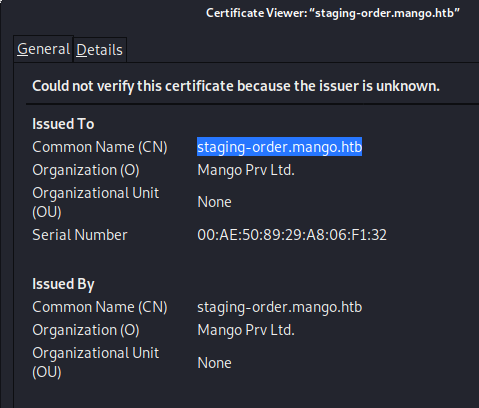 Certificate Viewer: “staging-order.mango.htb”
General Details
Could not verify this certificate because the issuer is unknown.
Issued To
Common Name (CN) staging-order.mango.htb
Organization (O) Mango Prv Ltd.
Organizational Unit (OU) None
Serial Number 00:AE:50:89:29:A8:06:F1:32
Issued By
Common Name (CN) staging-order.mango.htb
Organization (O) Mango Prv Ltd.
Organizational Unit (OU) None